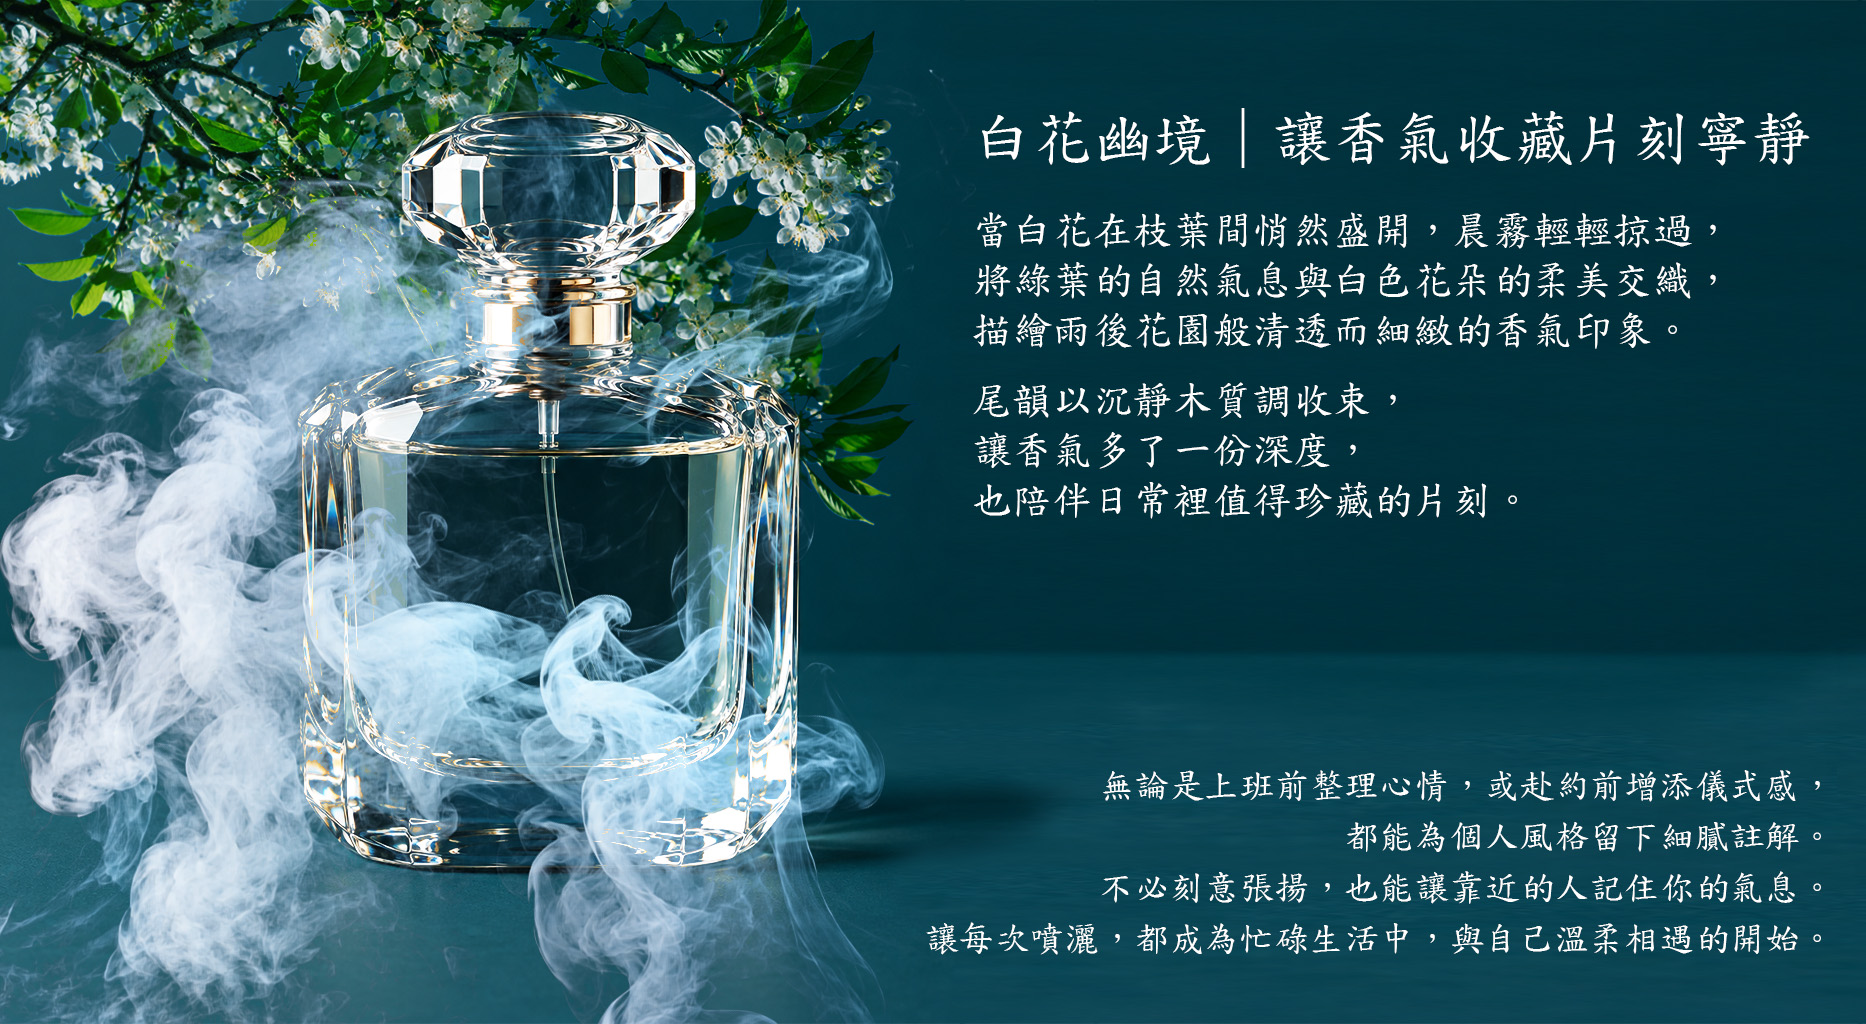 白花幽境｜讓香氣收藏片刻寧靜
當白花在枝葉間悄然盛開，晨霧輕輕掠過，
將綠葉的自然氣息與白色花朵的柔美交織，
描繪雨後花園般清透而細緻的香氣印象。
尾韻以沉靜木質調收束，
讓香氣多了一份深度，
也陪伴日常裡值得珍藏的片刻。
無論是上班前整理心情，或赴約前增添儀式感，
都能為個人風格留下細膩註解。
不必刻意張揚，也能讓靠近的人記住你的氣息。
讓每次噴灑，都成為忙碌生活中，與自己溫柔相遇的開始。